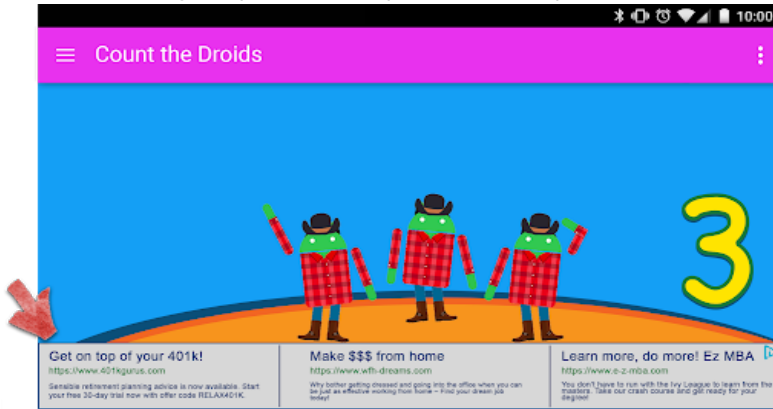 10:00
Count the Droids
3
Get on top of your 401k!
https://www.401kgurus.com
Sensible retirement planning advice is now available. Start
your free 30-day trial now with offer code RELAX401K.
Make $$$ from home
https://www.wfh-dreams.com
Why bother getting dressed and going into the office when you can
be just as effective working from home – Find your dream job
today!
Learn more, do more! Ez MBA
https://www.e-z-mba.com
You don't have to run with the Ivy League to learn from the
masters. Take our crash course and get ready for your
degree!